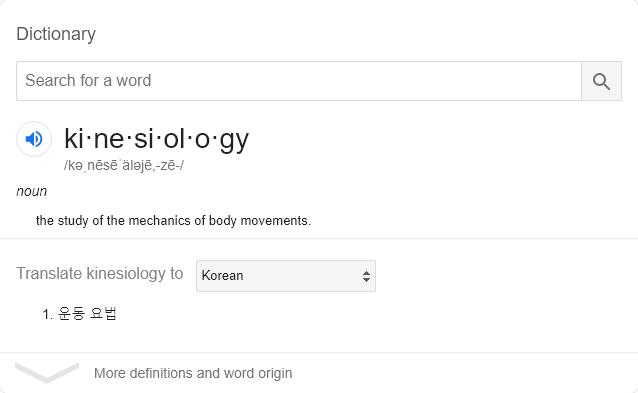 Dictionary
Search for a word
ki·ne·si·ol·o·gy
/kəˌnēsēˈäləjē,-zē-/
noun
the study of the mechanics of body movements.
Translate kinesiology to Korean
1. 운동 요법
More definitions and word origin